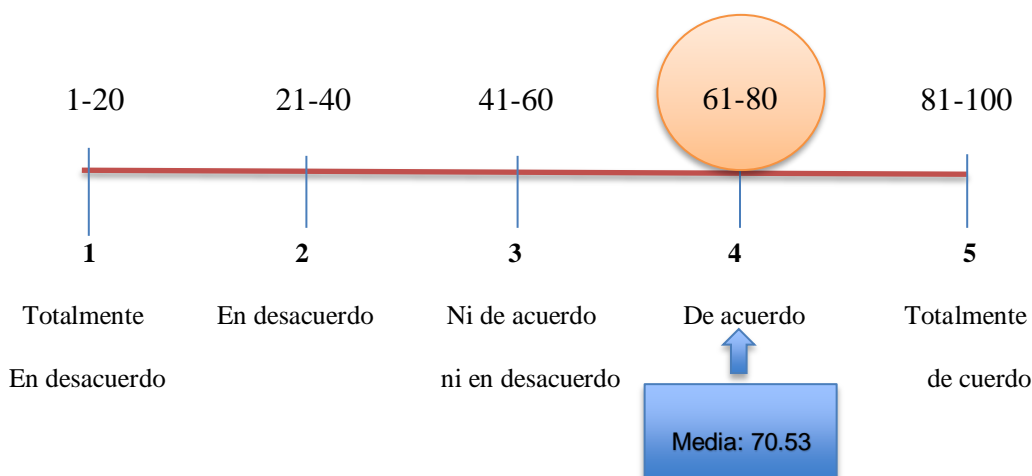 1-20 21-40 41-60 61-80 81-100
1 2 3 4 5
Totalmente En desacuerdo Ni de acuerdo De acuerdo Totalmente
En desacuerdo ni en desacuerdo de cuerdo
Media: 70.53